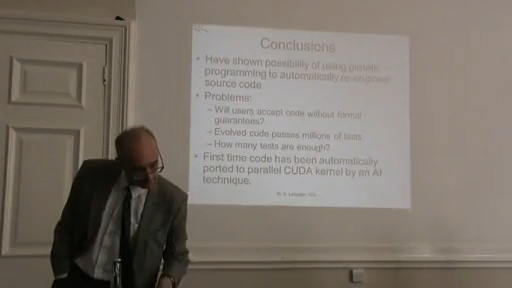 Conclusions
• Have shown possibility of using genetic
programming to automatically re-engineer
source code
• Problems:
– Will users accept code without formal
guarantees?
– Evolved code passes millions of tests
– How many tests are enough?
• First time code has been automatically
ported to parallel CUDA kernel by an AI
technique.